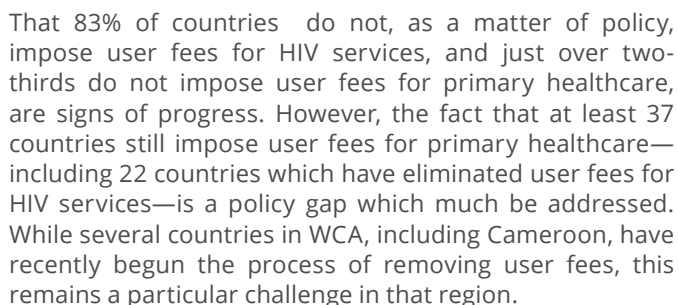 That 83% of countries do not, as a matter of policy,
impose user fees for HIV services, and just over two-
thirds do not impose user fees for primary healthcare,
are signs of progress. However, the fact that at least 37
countries still impose user fees for primary healthcare—
including 22 countries which have eliminated user fees for
HIV services—is a policy gap which much be addressed.
While several countries in WCA, including Cameroon, have
recently begun the process of removing user fees, this
remains a particular challenge in that region.